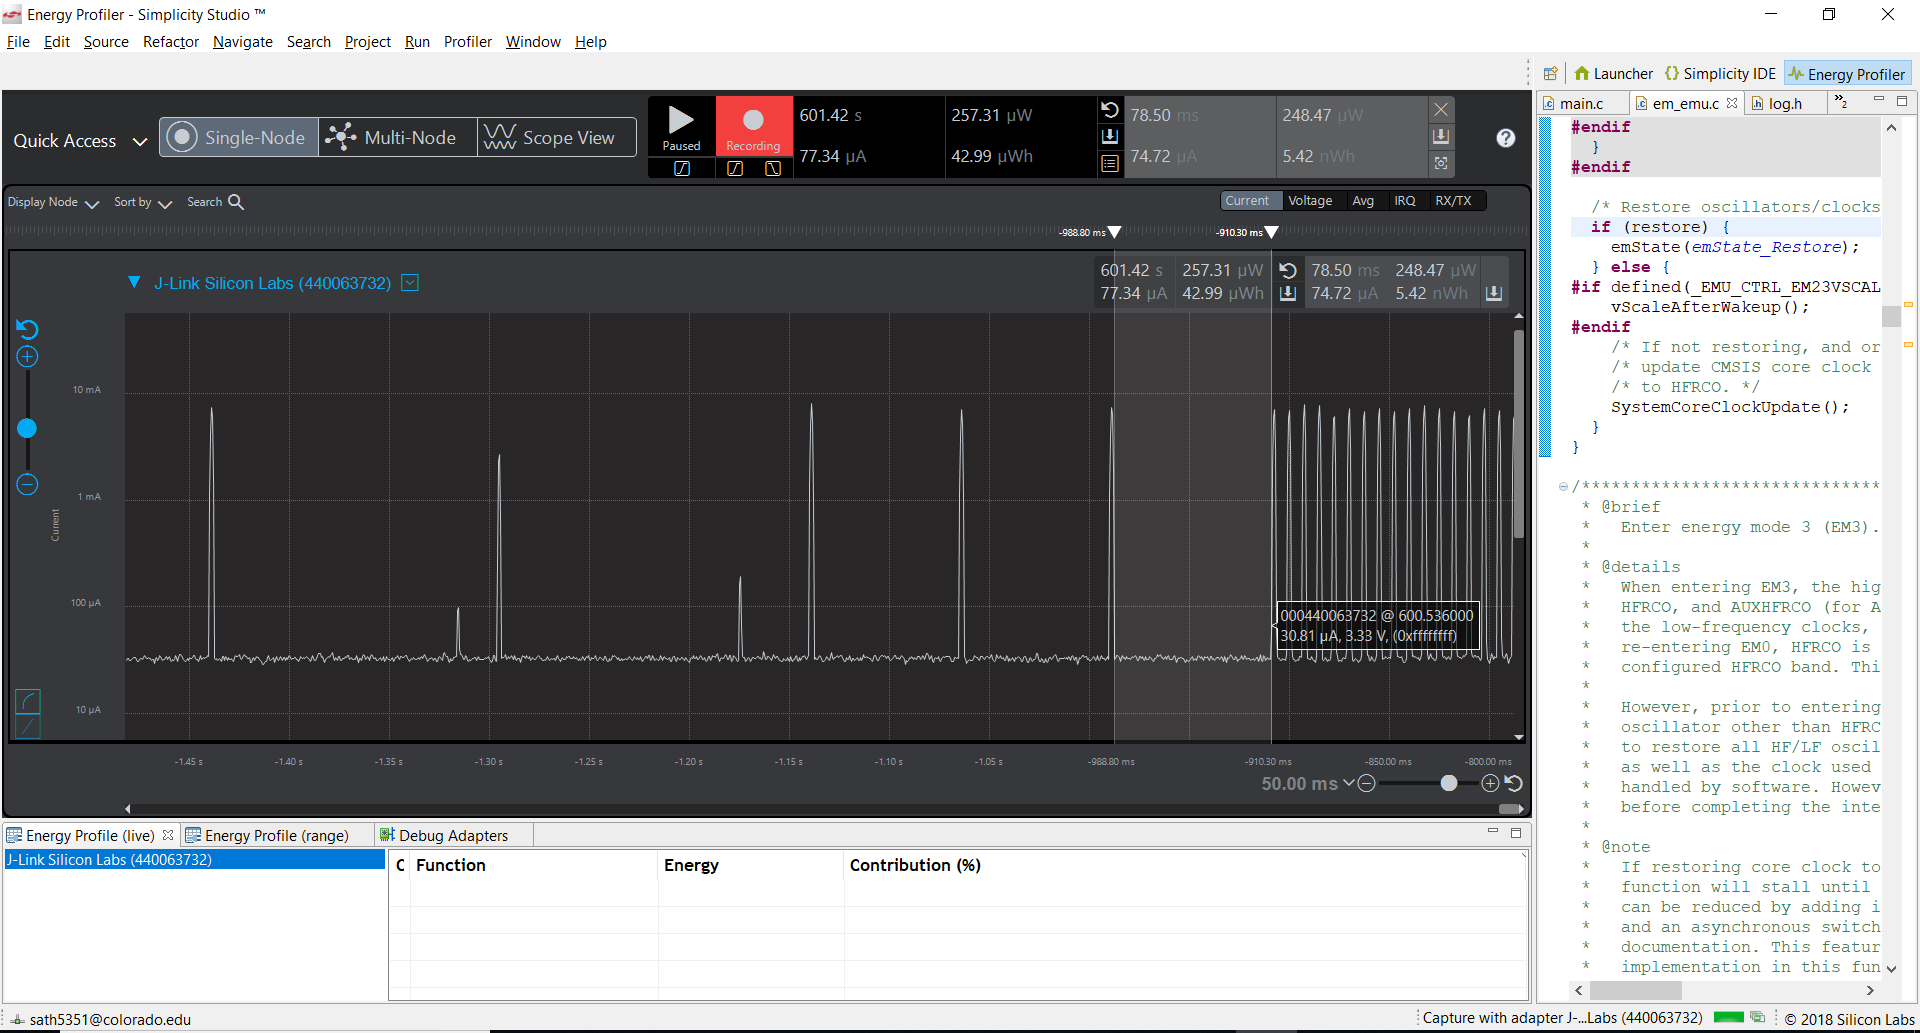 Energy Profiler - Simplicity Studio ™
File Edit Source Refactor Navigate Search Project Run Profiler Window Help
Launcher Simplicity IDE Energy Profiler
Quick Access Single-Node Multi-Node Scope View
Paused Recording
601.42 s 257.31 µW 78.50 ms 248.47 µW
77.34 µA 42.99 µWh 74.72 µA 5.42 nWh
Display Node Sort by Search
Current Voltage Avg IRQ RX/TX
-988.80 ms -910.30 ms
J-Link Silicon Labs (440063732)
601.42 s 257.31 µW 78.50 ms 248.47 µW
77.34 µA 42.99 µWh 74.72 µA 5.42 nWh
10 mA
1 mA
Current
100 µA
10 µA
000440063732 @ 600.536000
30.81 µA, 3.33 V, (0xffffffff)
-1.45 s -1.40 s -1.35 s -1.30 s -1.25 s -1.20 s -1.15 s -1.10 s -1.05 s -988.80 ms -910.30 ms -850.00 ms -800.00 ms
50.00 ms
Energy Profile (live) Energy Profile (range) Debug Adapters
J-Link Silicon Labs (440063732)
C Function Energy Contribution (%)
main.c em_emu.c log.h »2
#endif
}
#endif
/* Restore oscillators/clocks
if (restore) {
emState(emState_Restore);
} else {
#if defined(_EMU_CTRL_EM23VSCAL
vScaleAfterWakeup();
#endif
/* If not restoring, and or
/* update CMSIS core clock
/* to HFRCO. */
SystemCoreClockUpdate();
}
}
/******************************
* @brief
* Enter energy mode 3 (EM3).
*
* @details
* When entering EM3, the hig
* HFRCO, and AUXHFRCO (for A
* the low-frequency clocks,
* re-entering EM0, HFRCO is
* configured HFRCO band. Thi
*
* However, prior to entering
* oscillator other than HFRC
* to restore all HF/LF oscil
* as well as the clock used
* handled by software. Howev
* before completing the inte
*
* @note
* If restoring core clock to
* function will stall until
* can be reduced by adding i
* and an asynchronous switch
* documentation. This featur
* implementation in this fun
sath5351@colorado.edu
Capture with adapter J-...Labs (440063732) © 2018 Silicon Labs